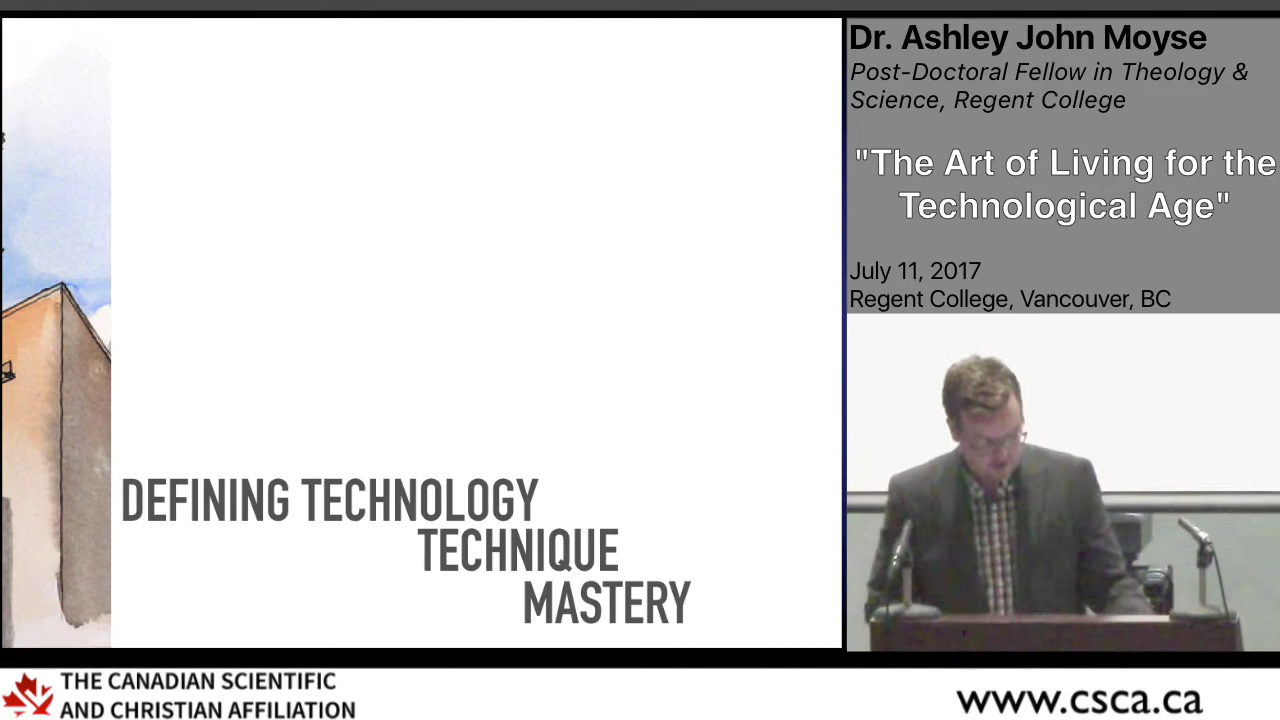 DEFINING TECHNOLOGY
TECHNIQUE
MASTERY
Dr. Ashley John Moyse
Post-Doctoral Fellow in Theology &
Science, Regent College
"The Art of Living for the
Technological Age"
July 11, 2017
Regent College, Vancouver, BC
THE CANADIAN SCIENTIFIC
AND CHRISTIAN AFFILIATION
www.csca.ca